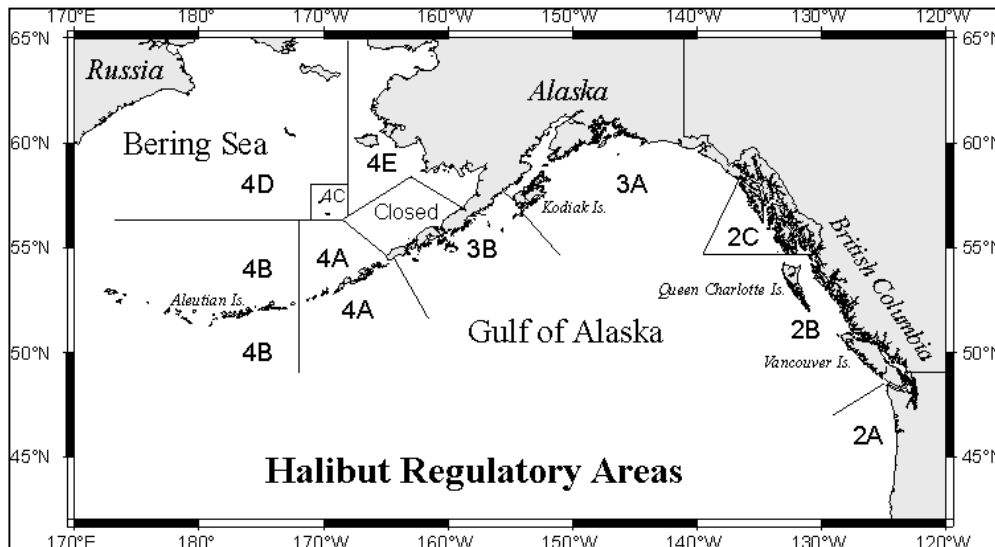 170°E 180° 170°W 160°W 150°W 140°W 130°W 120°W
65°N 65°N
Russia
Alaska
Bering Sea
60°N 60°N
4E
4D
4C
3A
Closed
Kodiak Is.
55°N 55°N
3B
2C
4A
4B
Queen Charlotte Is.
British Columbia
Aleutian Is.
4A
Gulf of Alaska
2B
50°N 50°N
4B
Vancouver Is.
2A
45°N 45°N
Halibut Regulatory Areas
170°E 180° 170°W 160°W 150°W 140°W 130°W 120°W